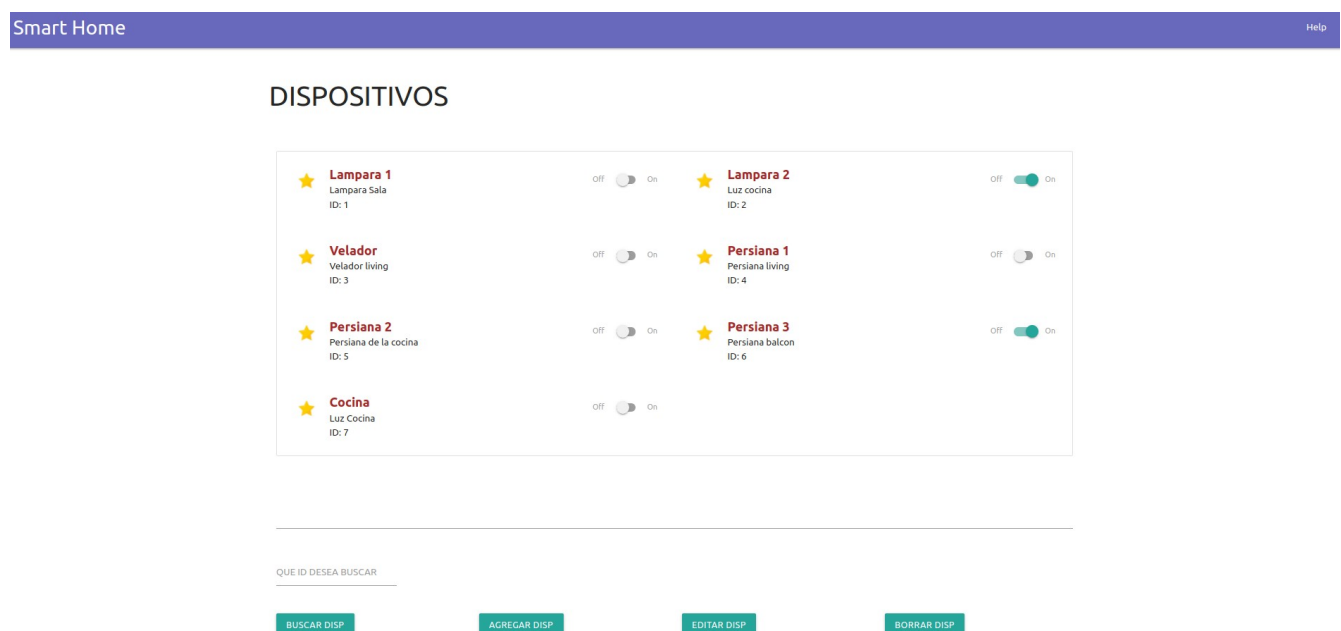 Smart Home
Help
DISPOSITIVOS
Lampara 1
Lampara Sala
ID: 1
Off On
Lampara 2
Luz cocina
ID: 2
Off On
Velador
Velador living
ID: 3
Off On
Persiana 1
Persiana living
ID: 4
Off On
Persiana 2
Persiana de la cocina
ID: 5
Off On
Persiana 3
Persiana balcon
ID: 6
Off On
Cocina
Luz Cocina
ID: 7
Off On
QUE ID DESEA BUSCAR
BUSCAR DISP
AGREGAR DISP
EDITAR DISP
BORRAR DISP